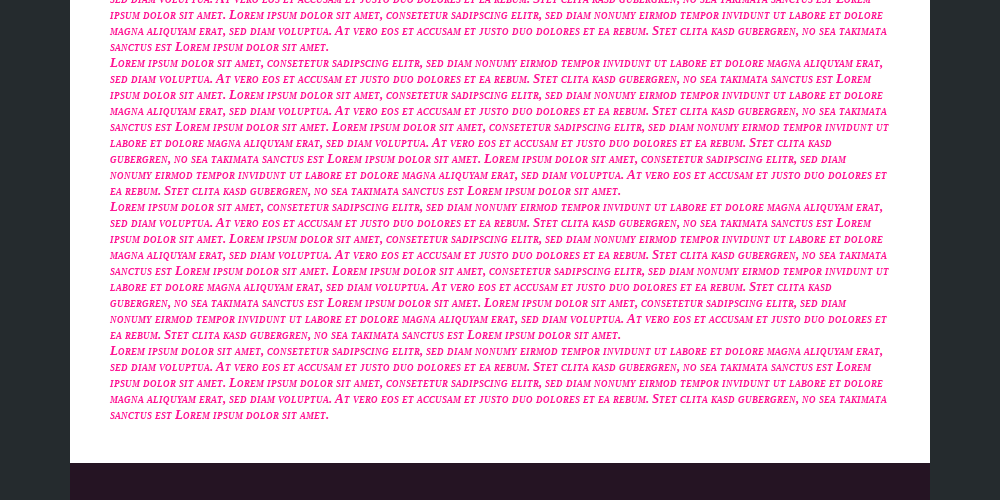 sed diam voluptua. At vero eos et accusam et justo duo dolores et ea rebum. Stet clita kasd gubergren, no sea takimata sanctus est Lorem
ipsum dolor sit amet. Lorem ipsum dolor sit amet, consetetur sadipscing elitr, sed diam nonumy eirmod tempor invidunt ut labore et dolore
magna aliquyam erat, sed diam voluptua. At vero eos et accusam et justo duo dolores et ea rebum. Stet clita kasd gubergren, no sea takimata
sanctus est Lorem ipsum dolor sit amet.
Lorem ipsum dolor sit amet, consetetur sadipscing elitr, sed diam nonumy eirmod tempor invidunt ut labore et dolore magna aliquyam erat,
sed diam voluptua. At vero eos et accusam et justo duo dolores et ea rebum. Stet clita kasd gubergren, no sea takimata sanctus est Lorem
ipsum dolor sit amet. Lorem ipsum dolor sit amet, consetetur sadipscing elitr, sed diam nonumy eirmod tempor invidunt ut labore et dolore
magna aliquyam erat, sed diam voluptua. At vero eos et accusam et justo duo dolores et ea rebum. Stet clita kasd gubergren, no sea takimata
sanctus est Lorem ipsum dolor sit amet. Lorem ipsum dolor sit amet, consetetur sadipscing elitr, sed diam nonumy eirmod tempor invidunt ut
labore et dolore magna aliquyam erat, sed diam voluptua. At vero eos et accusam et justo duo dolores et ea rebum. Stet clita kasd
gubergren, no sea takimata sanctus est Lorem ipsum dolor sit amet. Lorem ipsum dolor sit amet, consetetur sadipscing elitr, sed diam
nonumy eirmod tempor invidunt ut labore et dolore magna aliquyam erat, sed diam voluptua. At vero eos et accusam et justo duo dolores et
ea rebum. Stet clita kasd gubergren, no sea takimata sanctus est Lorem ipsum dolor sit amet.
Lorem ipsum dolor sit amet, consetetur sadipscing elitr, sed diam nonumy eirmod tempor invidunt ut labore et dolore magna aliquyam erat,
sed diam voluptua. At vero eos et accusam et justo duo dolores et ea rebum. Stet clita kasd gubergren, no sea takimata sanctus est Lorem
ipsum dolor sit amet. Lorem ipsum dolor sit amet, consetetur sadipscing elitr, sed diam nonumy eirmod tempor invidunt ut labore et dolore
magna aliquyam erat, sed diam voluptua. At vero eos et accusam et justo duo dolores et ea rebum. Stet clita kasd gubergren, no sea takimata
sanctus est Lorem ipsum dolor sit amet. Lorem ipsum dolor sit amet, consetetur sadipscing elitr, sed diam nonumy eirmod tempor invidunt ut
labore et dolore magna aliquyam erat, sed diam voluptua. At vero eos et accusam et justo duo dolores et ea rebum. Stet clita kasd
gubergren, no sea takimata sanctus est Lorem ipsum dolor sit amet. Lorem ipsum dolor sit amet, consetetur sadipscing elitr, sed diam
nonumy eirmod tempor invidunt ut labore et dolore magna aliquyam erat, sed diam voluptua. At vero eos et accusam et justo duo dolores et
ea rebum. Stet clita kasd gubergren, no sea takimata sanctus est Lorem ipsum dolor sit amet.
Lorem ipsum dolor sit amet, consetetur sadipscing elitr, sed diam nonumy eirmod tempor invidunt ut labore et dolore magna aliquyam erat,
sed diam voluptua. At vero eos et accusam et justo duo dolores et ea rebum. Stet clita kasd gubergren, no sea takimata sanctus est Lorem
ipsum dolor sit amet. Lorem ipsum dolor sit amet, consetetur sadipscing elitr, sed diam nonumy eirmod tempor invidunt ut labore et dolore
magna aliquyam erat, sed diam voluptua. At vero eos et accusam et justo duo dolores et ea rebum. Stet clita kasd gubergren, no sea takimata
sanctus est Lorem ipsum dolor sit amet.